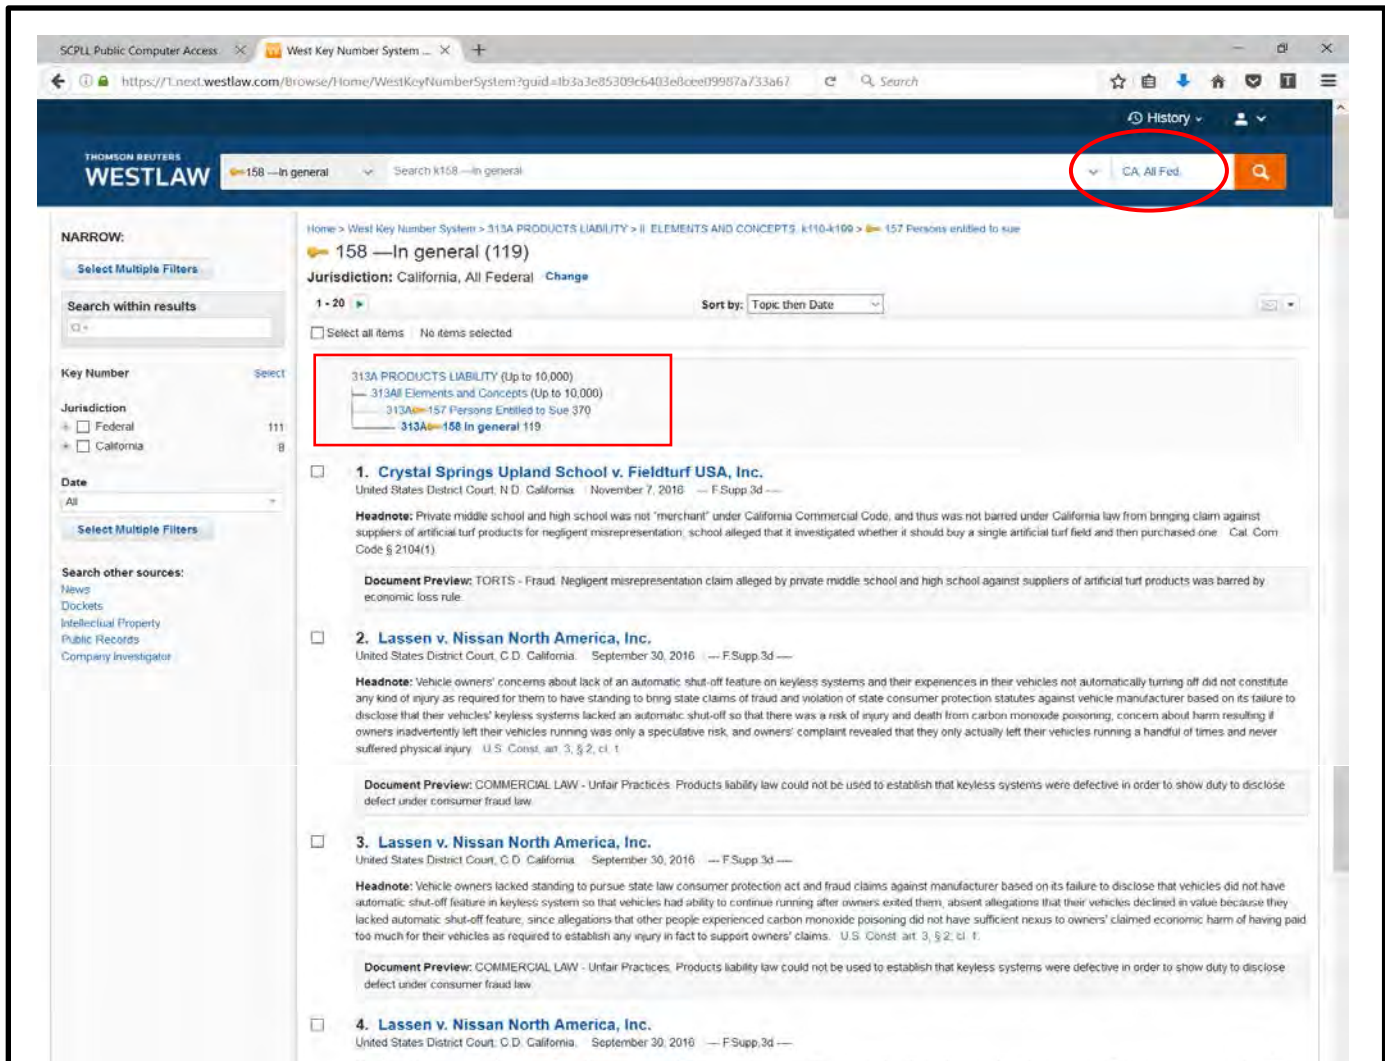 SCPLL Public Computer Access
West Key Number System ...
https://1.next.westlaw.com/Browse/Home/WestKeyNumberSystem?guid=Ib3a3e85309c6403e8cee09987a733a67
Search
History
THOMSON REUTERS
WESTLAW
158 —In general
Search k158 —In general
CA, All Fed.
NARROW:
Select Multiple Filters
Search within results
Key Number Select
Jurisdiction
Federal 111
California 8
Date
All
Select Multiple Filters
Search other sources:
News
Dockets
Intellectual Property
Public Records
Company Investigator
Home > West Key Number System > 313A PRODUCTS LIABILITY > II. ELEMENTS AND CONCEPTS, k110-k199 > 157 Persons entitled to sue
158 —In general (119)
Jurisdiction: California, All Federal Change
1 - 20
Sort by: Topic then Date
Select all items No items selected
313A PRODUCTS LIABILITY (Up to 10,000)
313AII Elements and Concepts (Up to 10,000)
313A 157 Persons Entitled to Sue 370
313A 158 In general 119
1. Crystal Springs Upland School v. Fieldturf USA, Inc.
United States District Court, N.D. California. November 7, 2016 --- F.Supp.3d ----
Headnote: Private middle school and high school was not "merchant" under California Commercial Code, and thus was not barred under California law from bringing claim against
suppliers of artificial turf products for negligent misrepresentation; school alleged that it investigated whether it should buy a single artificial turf field and then purchased one. Cal. Com.
Code § 2104(1).
Document Preview: TORTS - Fraud. Negligent misrepresentation claim alleged by private middle school and high school against suppliers of artificial turf products was barred by
economic loss rule.
2. Lassen v. Nissan North America, Inc.
United States District Court, C.D. California. September 30, 2016 --- F.Supp.3d ----
Headnote: Vehicle owners' concerns about lack of an automatic shut-off feature on keyless systems and their experiences in their vehicles not automatically turning off did not constitute
any kind of injury as required for them to have standing to bring state claims of fraud and violation of state consumer protection statutes against vehicle manufacturer based on its failure to
disclose that their vehicles' keyless systems lacked an automatic shut-off so that there was a risk of injury and death from carbon monoxide poisoning; concern about harm resulting if
owners inadvertently left their vehicles running was only a speculative risk, and owners' complaint revealed that they only actually left their vehicles running a handful of times and never
suffered physical injury. U.S. Const. art. 3, § 2, cl. 1.
Document Preview: COMMERCIAL LAW - Unfair Practices. Products liability law could not be used to establish that keyless systems were defective in order to show duty to disclose
defect under consumer fraud law.
3. Lassen v. Nissan North America, Inc.
United States District Court, C.D. California. September 30, 2016 --- F.Supp.3d ----
Headnote: Vehicle owners lacked standing to pursue state law consumer protection act and fraud claims against manufacturer based on its failure to disclose that vehicles did not have
automatic shut-off feature in keyless system so that vehicles had ability to continue running after owners exited them, absent allegations that their vehicles declined in value because they
lacked automatic shut-off feature, since allegations that other people experienced carbon monoxide poisoning did not have sufficient nexus to owners' claimed economic harm of having paid
too much for their vehicles as required to establish any injury in fact to support owners' claims. U.S. Const. art. 3, § 2, cl. 1.
Document Preview: COMMERCIAL LAW - Unfair Practices. Products liability law could not be used to establish that keyless systems were defective in order to show duty to disclose
defect under consumer fraud law.
4. Lassen v. Nissan North America, Inc.
United States District Court, C.D. California. September 30, 2016 --- F.Supp.3d ----